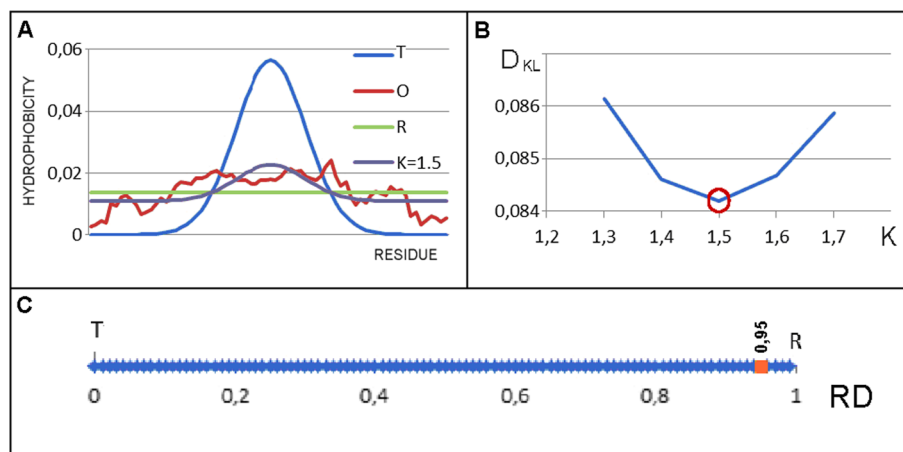 A
HYDROPHOBICITY
0,06
0,04
0,02
0
T
O
R
K=1.5
RESIDUE
B
D KL
0,086
0,085
0,084
1,2 1,3 1,4 1,5 1,6 1,7 K
C
T 0,95 R
0 0,2 0,4 0,6 0,8 1 RD